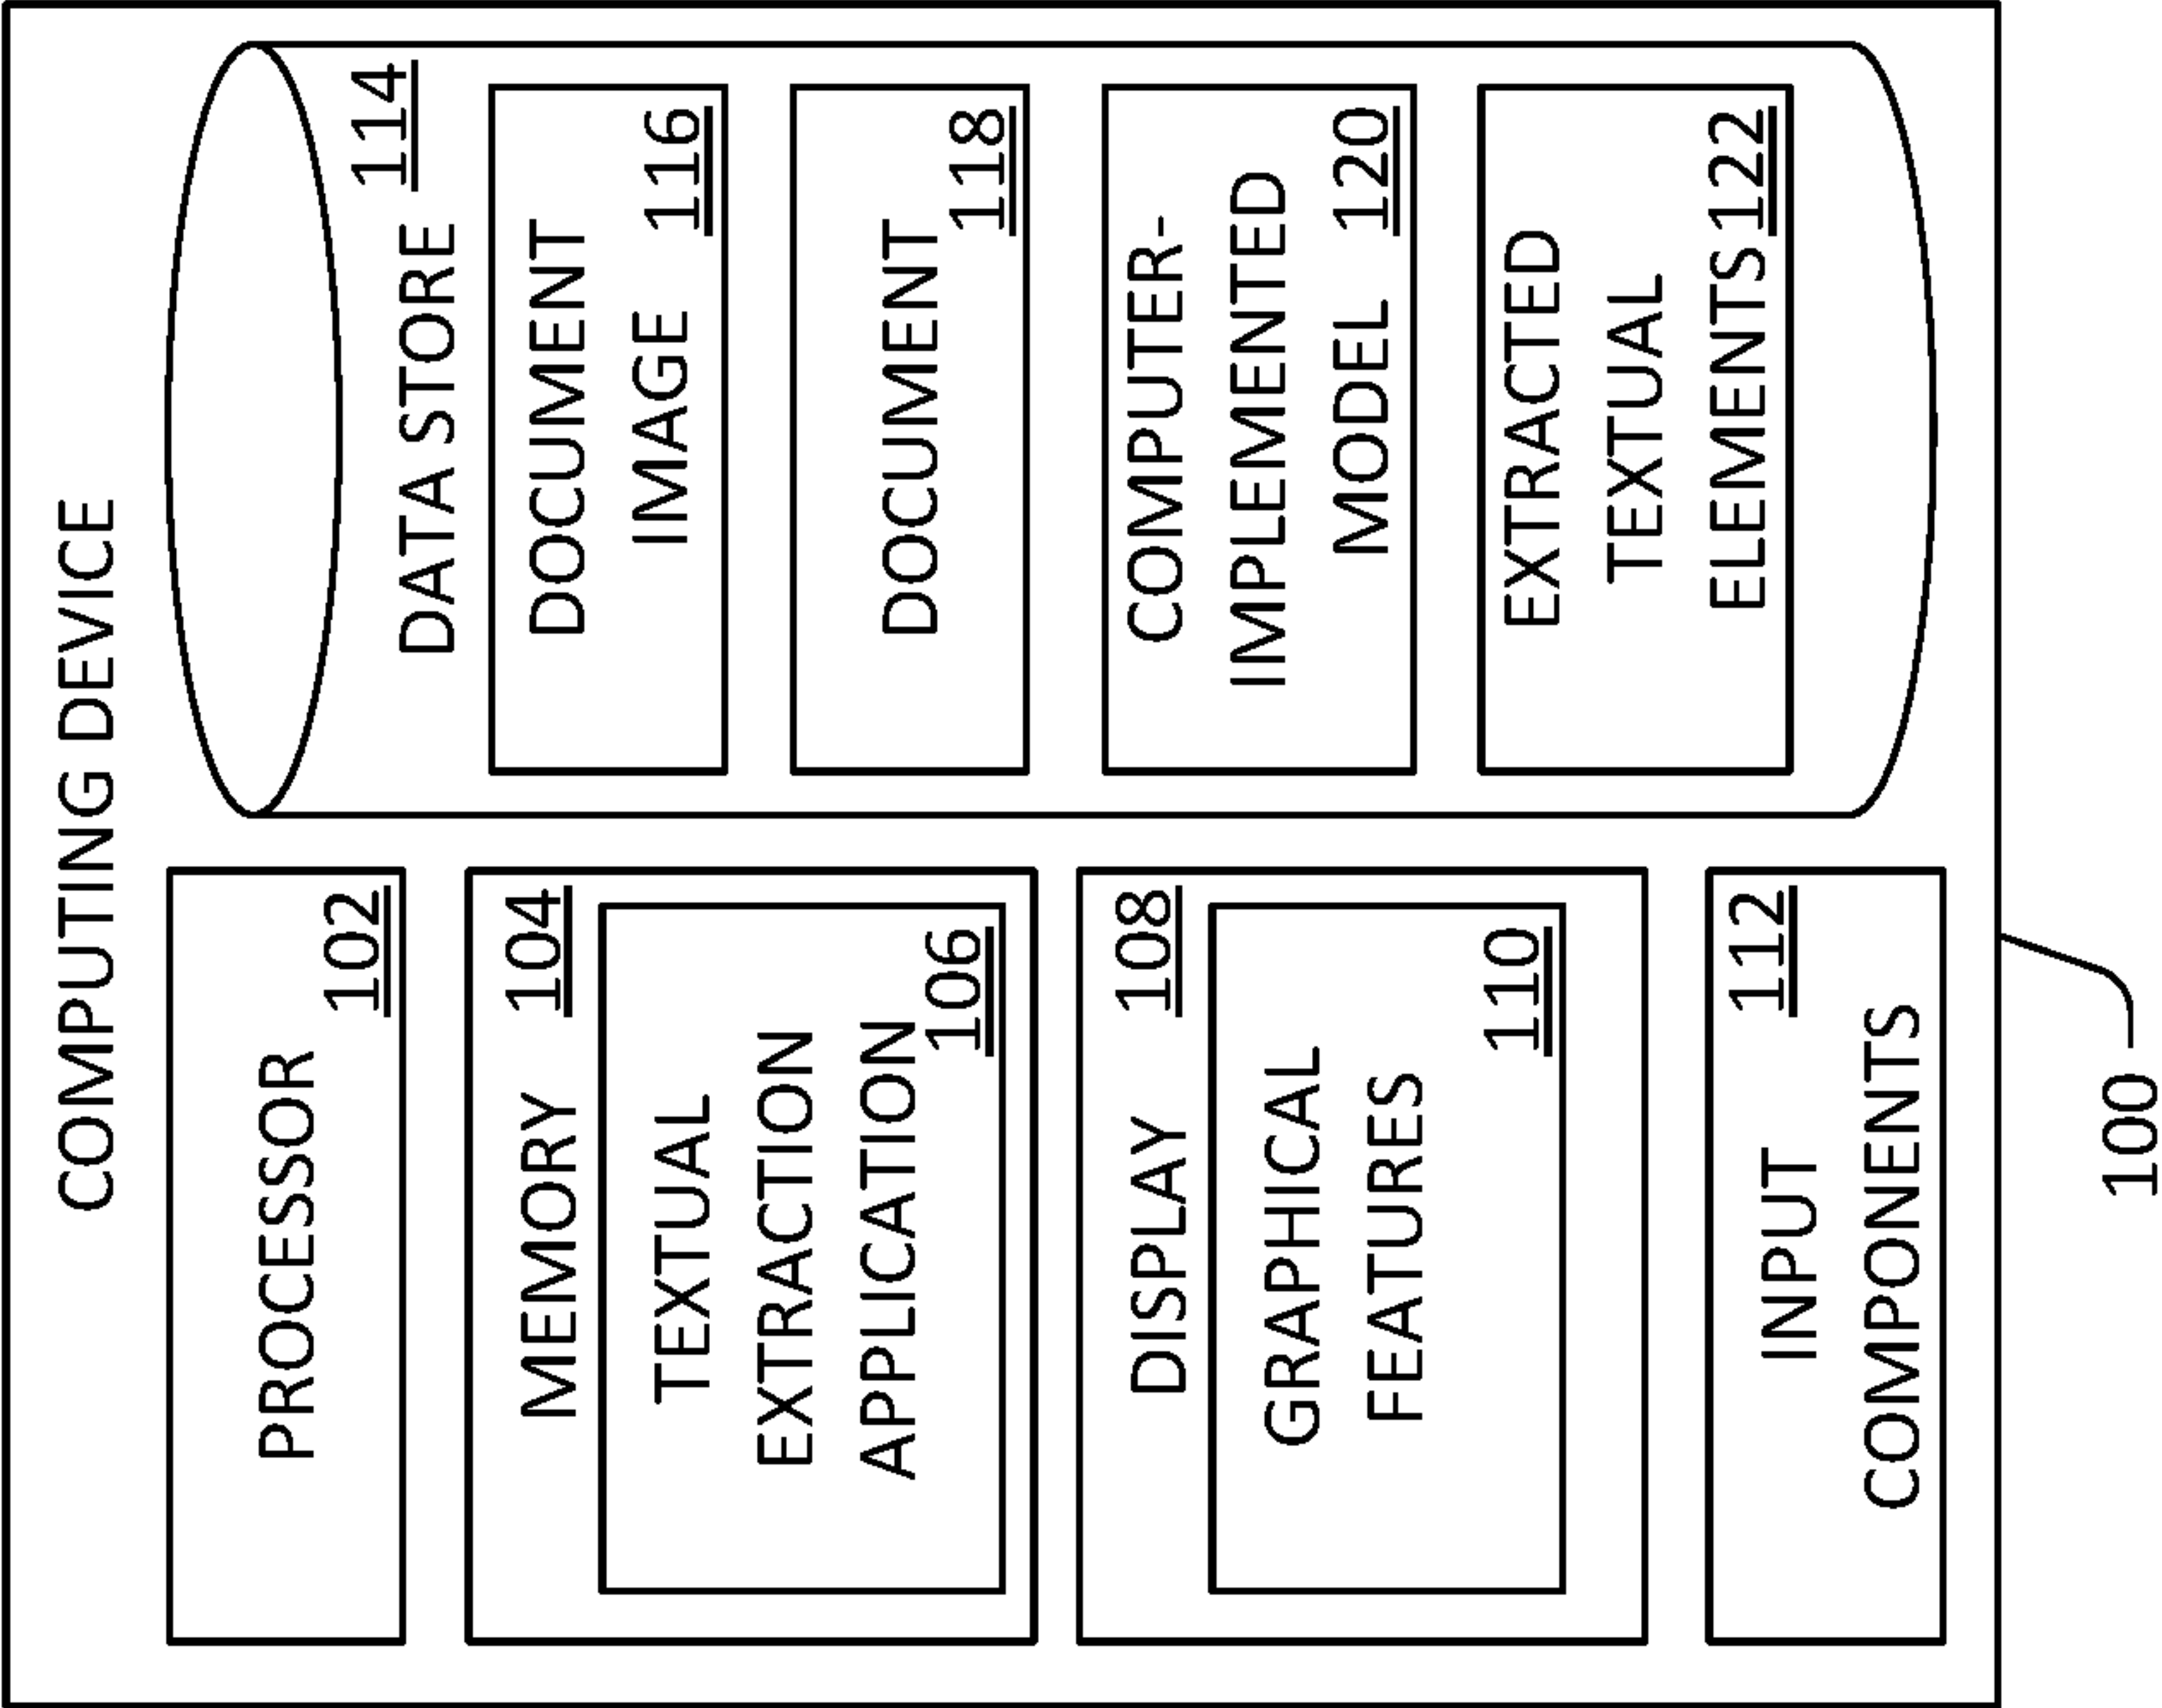 COMPUTING DEVICE
PROCESSOR
102
MEMORY 104
TEXTUAL
EXTRACTION
APPLICATION
106
DISPLAY 108
GRAPHICAL
FEATURES
110
INPUT 112
COMPONENTS
114
DATA STORE
DOCUMENT
IMAGE 116
DOCUMENT
118
COMPUTER-
IMPLEMENTED
MODEL 120
EXTRACTED
TEXTUAL
ELEMENTS 122
100